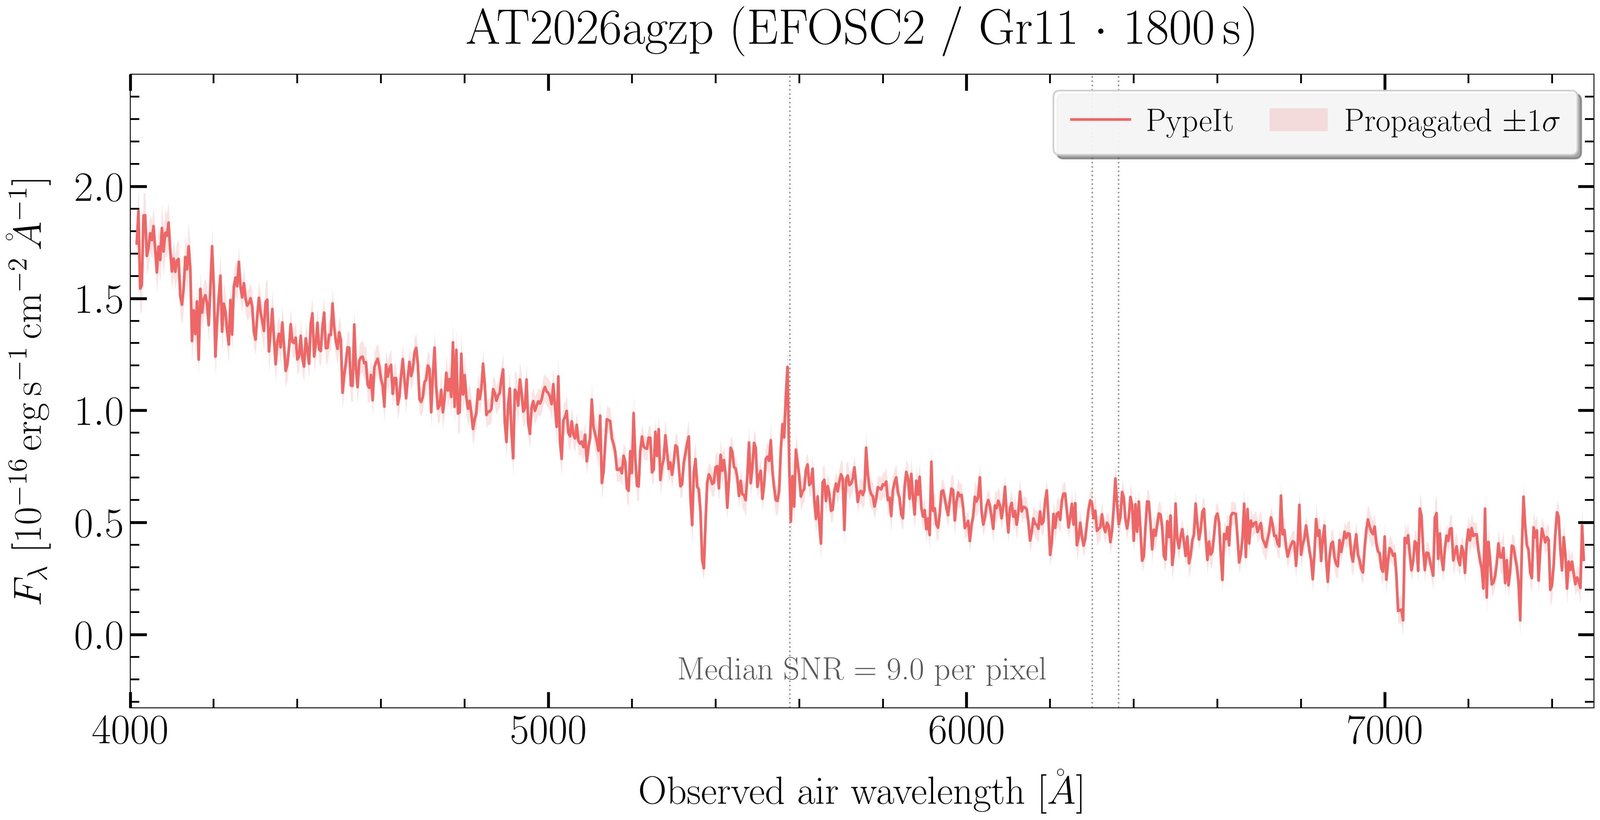 AT2026agzp (EFOSC2 / Gr11 · 1800 s)
PypeIt
Propagated ±1σ
F_λ [10⁻¹⁶ erg s⁻¹ cm⁻² Å⁻¹]
2.0
1.5
1.0
0.5
0.0
Median SNR = 9.0 per pixel
4000 5000 6000 7000
Observed air wavelength [Å]